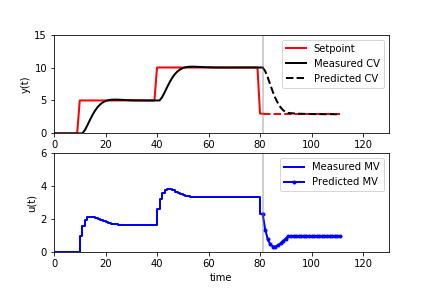 15
10
5
0
y(t)
Setpoint
Measured CV
Predicted CV
0 20 40 60 80 100 120
6
4
2
0
u(t)
Measured MV
Predicted MV
0 20 40 60 80 100 120
time